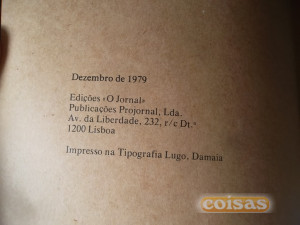 Dezembro de 1979
Edições «O Jornal»
Publicações Projornal, Lda.
Av. da Liberdade, 232, r/c Dt.º
1200 Lisboa
Impresso na Tipografia Lugo, Damaia
coisas